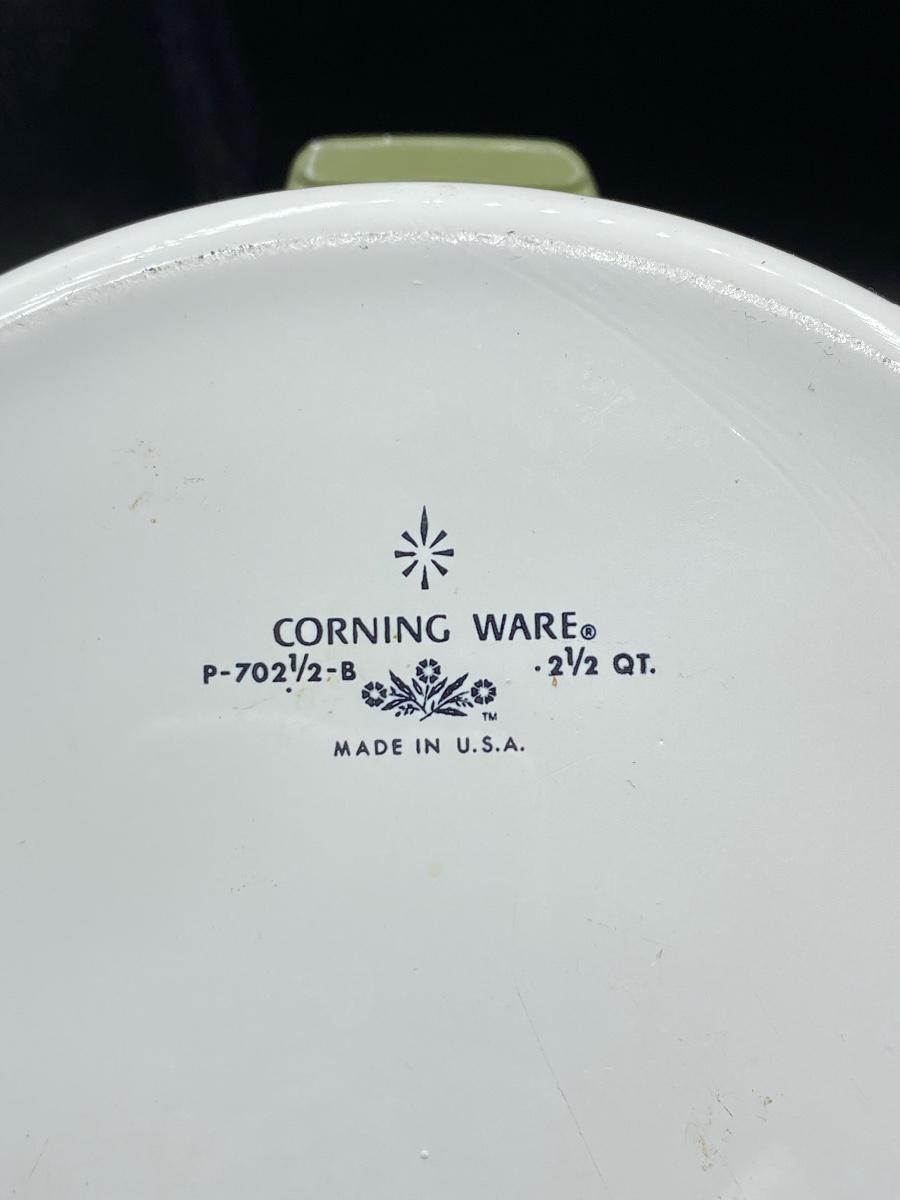 CORNING WARE®
P-702½-B · 2½ QT.
TM
MADE IN U.S.A.